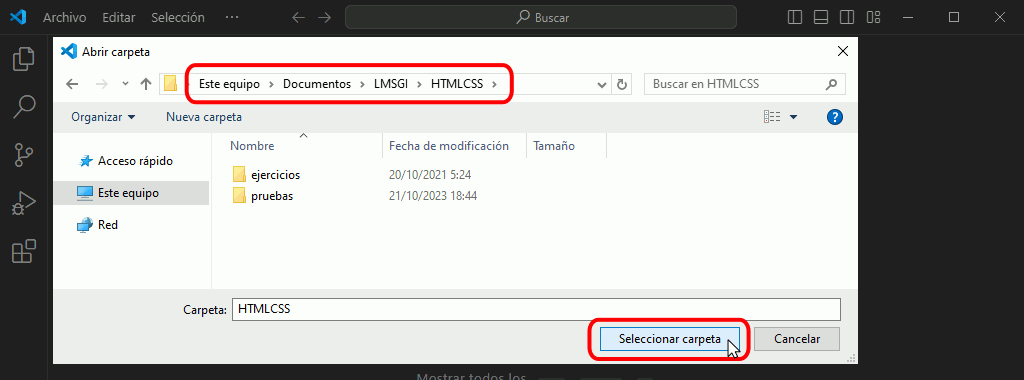 Archivo Editar Selección ... Buscar
Abrir carpeta
Este equipo > Documentos > LMSGI > HTMLCSS > Buscar en HTMLCSS
Organizar Nueva carpeta ?
Nombre Fecha de modificación Tamaño
Acceso rápido
Este equipo
Red
ejercicios 20/10/2021 5:24
pruebas 21/10/2023 18:44
Carpeta: HTMLCSS
Seleccionar carpeta Cancelar
Mostrar todos los